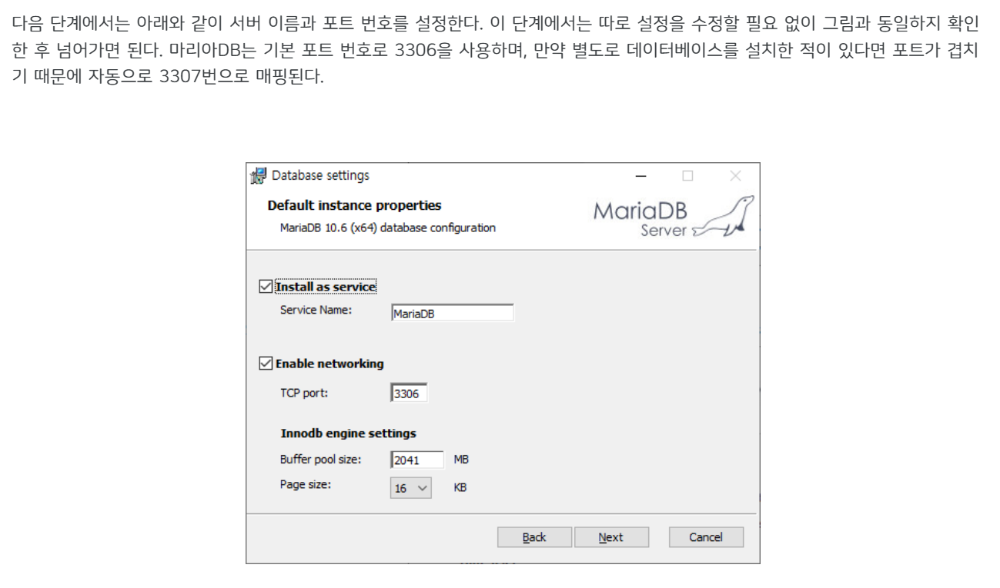 다음 단계에서는 아래와 같이 서버 이름과 포트 번호를 설정한다. 이 단계에서는 따로 설정을 수정할 필요 없이 그림과 동일하지 확인
한 후 넘어가면 된다. 마리아DB는 기본 포트 번호로 3306을 사용하며, 만약 별도로 데이터베이스를 설치한 적이 있다면 포트가 겹치
기 때문에 자동으로 3307번으로 매핑된다.
Database settings
Default instance properties
MariaDB 10.6 (x64) database configuration
MariaDB
Server
Install as service
Service Name: MariaDB
Enable networking
TCP port: 3306
Innodb engine settings
Buffer pool size: 2041 MB
Page size: 16 KB
Back Next Cancel